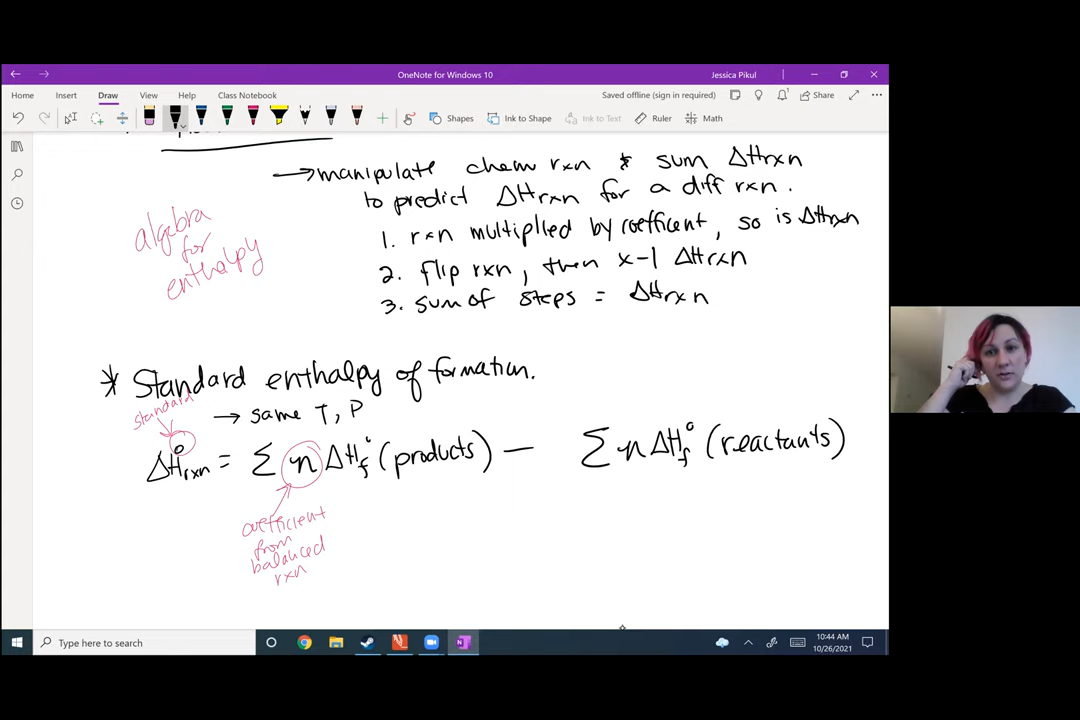 OneNote for Windows 10
Jessica Pikul
Home Insert Draw History Review View Help Class Notebook
Saved offline (sign in required)
Share
Shapes
Ink to Shape
Ink to Text
Ruler
Math
→ manipulate chem rxn & sum ΔHrxn
to predict ΔHrxn for a diff rxn.
1. rxn multiplied by coefficent, so is ΔHrxn
2. flip rxn, then x-1 ΔHrxn
3. sum of steps = ΔHrxn
algebra
for
enthalpy
* Standard enthalpy of formation.
→ same T, P
standard
ΔH°rxn = Σ n ΔH°f (products) — Σ n ΔH°f (reactants)
coefficient
from
balanced
rxn
Type here to search
10:44 AM
10/26/2021